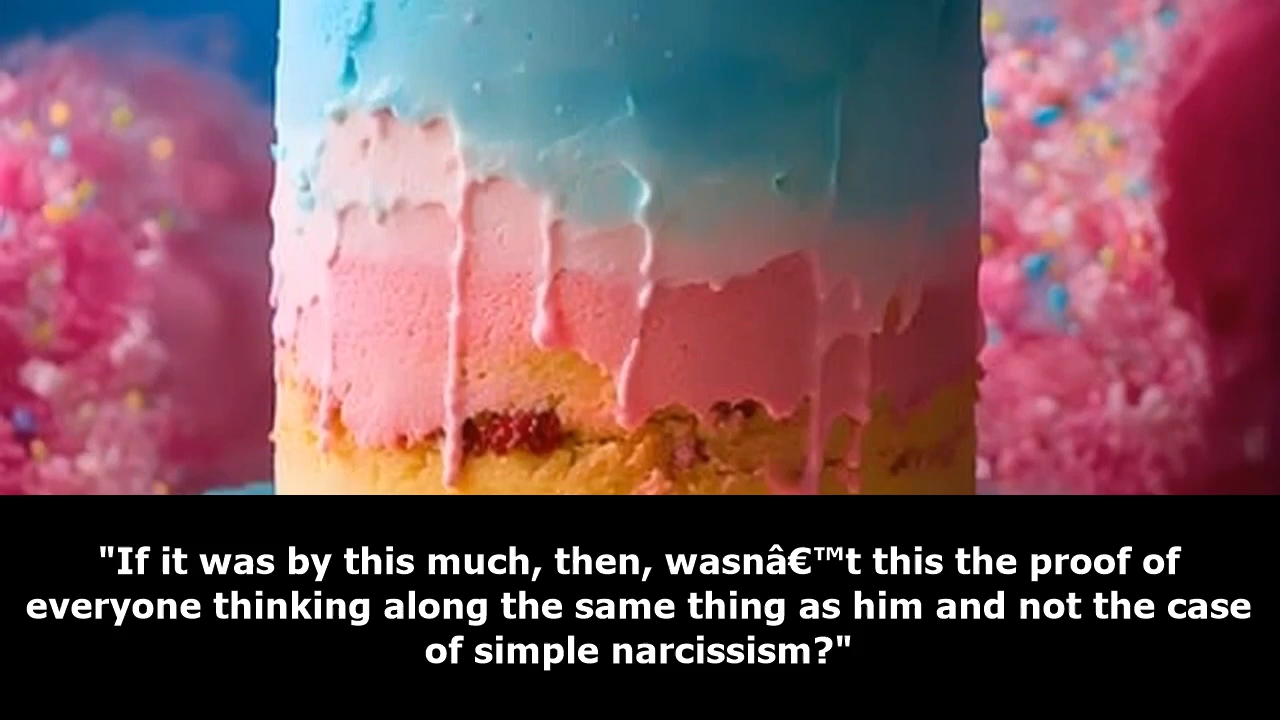 "If it was by this much, then, wasnâ€™t this the proof of
everyone thinking along the same thing as him and not the case
of simple narcissism?"